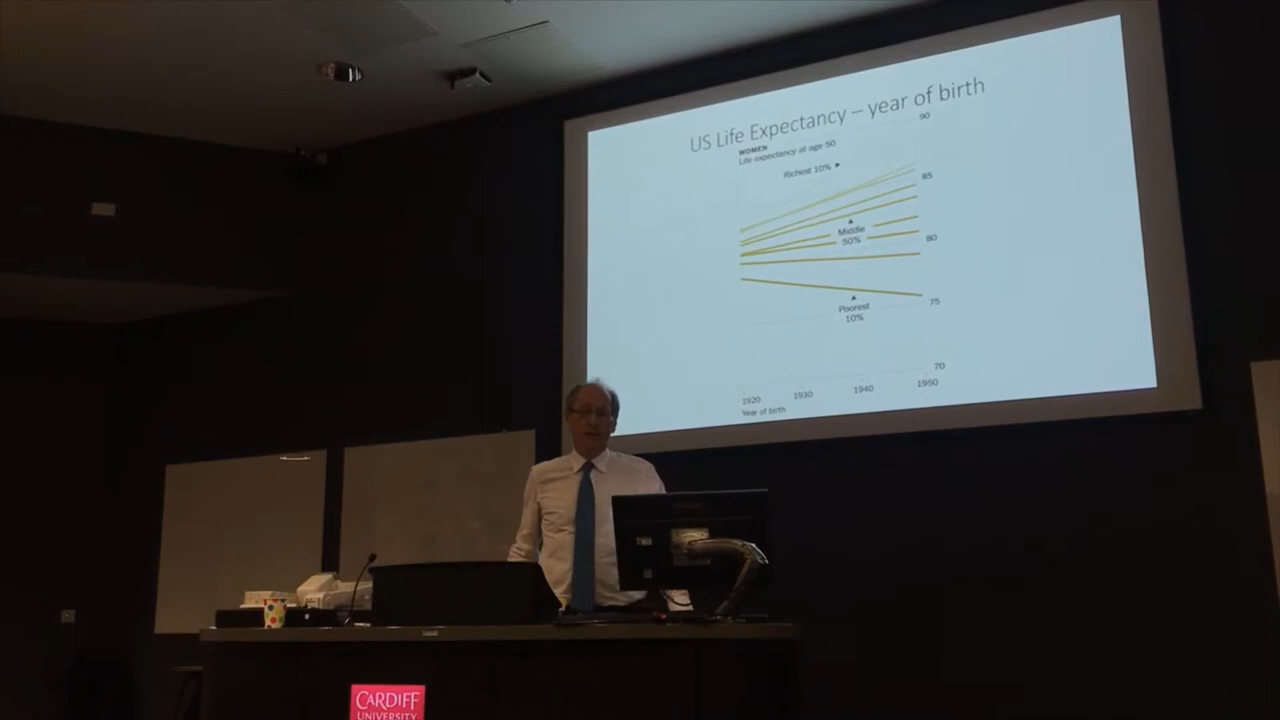 US Life Expectancy – year of birth
WOMEN
Life expectancy at age 50
90
Richest 10%
85
Middle
50%
80
Poorest
10%
75
70
1920
1930
1940
1950
Year of birth
CARDIFF
UNIVERSITY